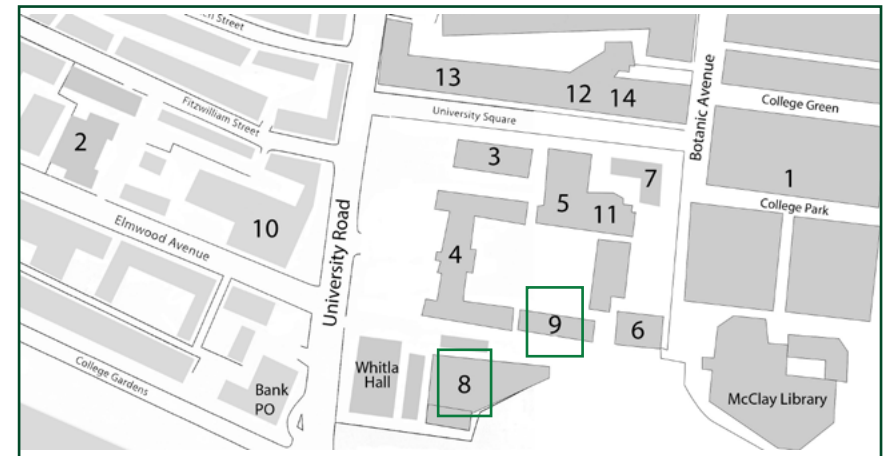 Street
13
12
14
Botanic Avenue
College Green
University Square
Fitzwilliam Street
2
3
7
1
5
11
College Park
10
Elmwood Avenue
University Road
4
9
6
Whitla
Hall
8
College Gardens
Bank
PO
McClay Library